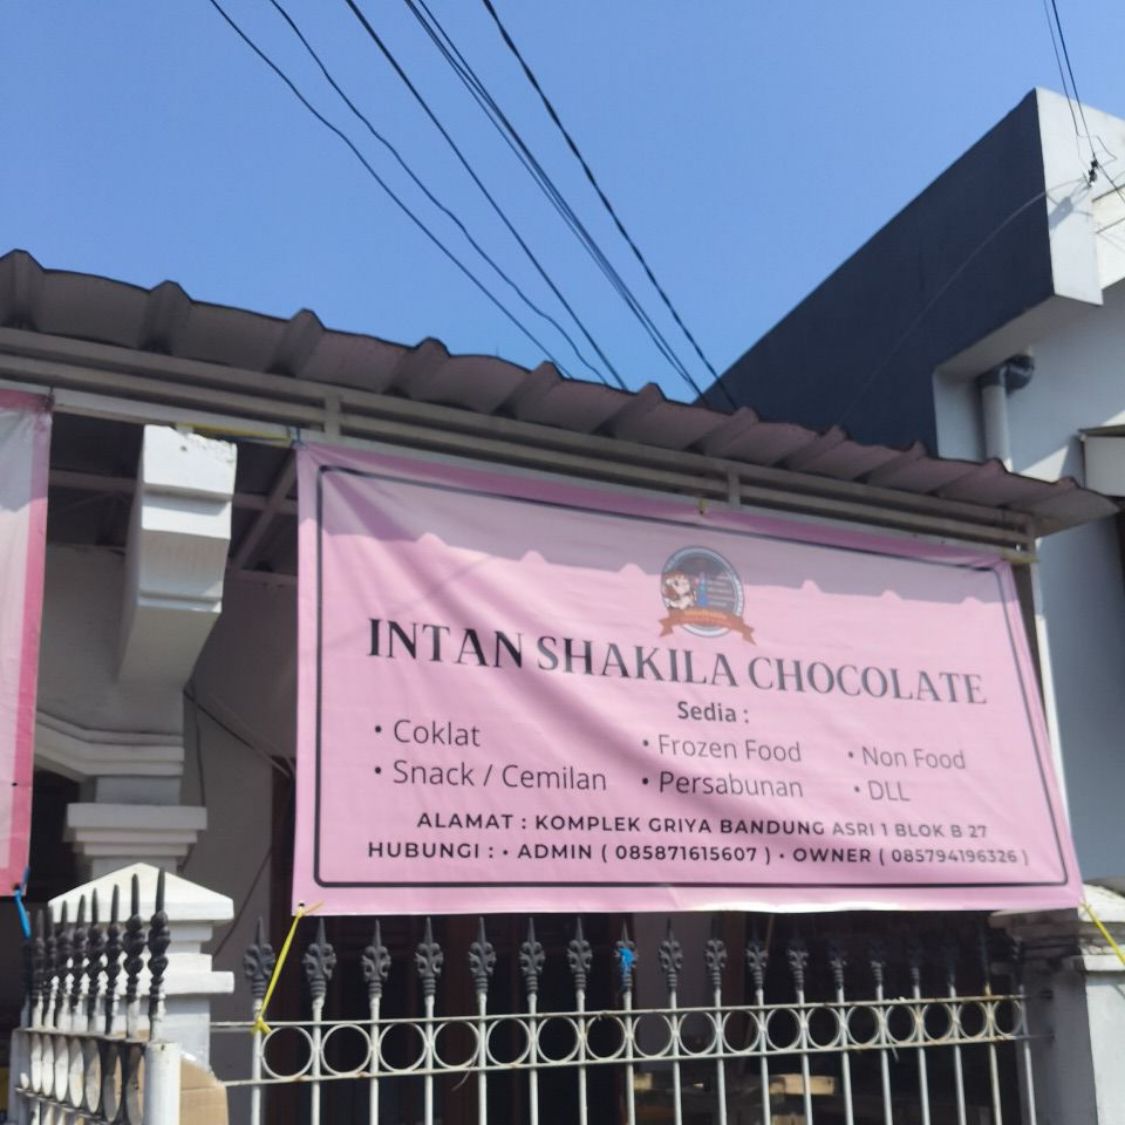 INTAN SHAKILA CHOCOLATE
Sedia :
• Coklat
• Snack / Cemilan
• Frozen Food
• Persabunan
• Non Food
• DLL
ALAMAT : KOMPLEK GRIYA BANDUNG ASRI 1 BLOK B 27
HUBUNGI : • ADMIN ( 085871615607 ) • OWNER ( 085794196326 )